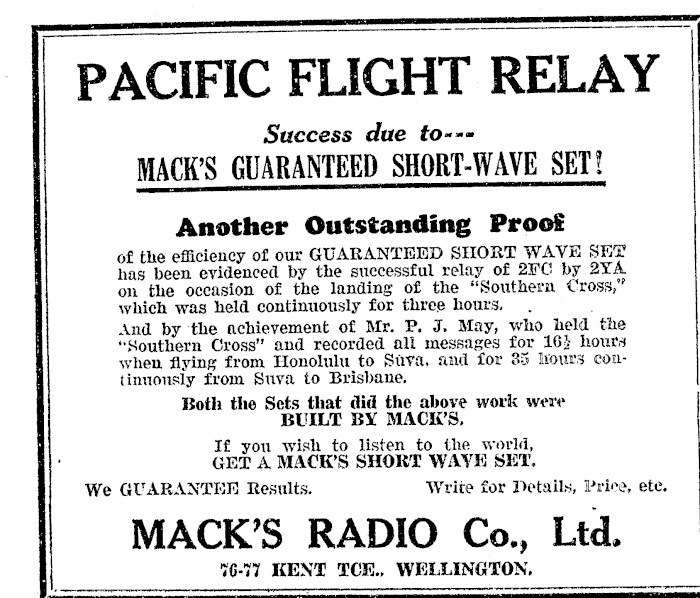 PACIFIC FLIGHT RELAY
Success due to---
MACK'S GUARANTEED SHORT-WAVE SET!
Another Outstanding Proof
of the efficiency of our GUARANTEED SHORT WAVE SET
has been evidenced by the successful relay of 2FC by 2YA
on the occasion of the landing of the "Southern Cross,"
which was held continuously for three hours.
And by the achievement of Mr. P. J. May, who held the
"Southern Cross" and recorded all messages for 16½ hours
when flying from Honolulu to Suva, and for 35 hours con-
tinuously from Suva to Brisbane.
Both the Sets that did the above work were
BUILT BY MACK'S.
If you wish to listen to the world,
GET A MACK'S SHORT WAVE SET.
We GUARANTEE Results. Write for Details, Price, etc.
MACK'S RADIO Co., Ltd.
76-77 KENT TCE., WELLINGTON.